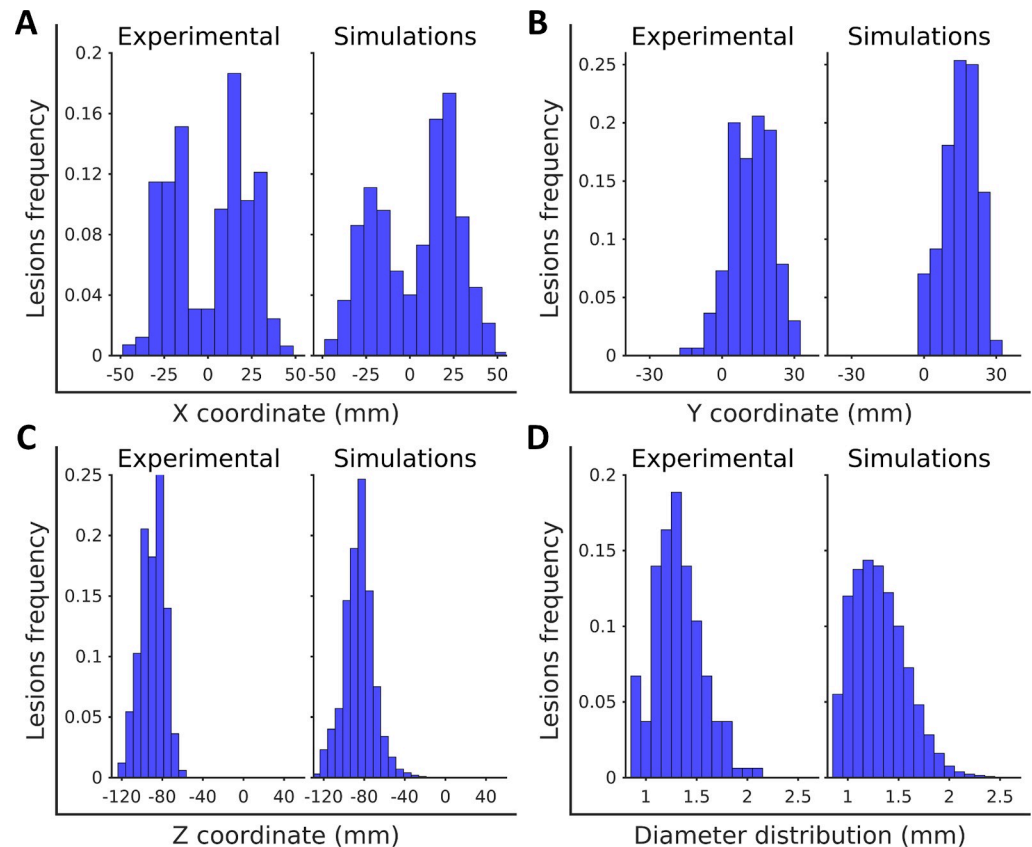 A
Experimental Simulations
Lesions frequency
0.2
0.16
0.12
0.08
0.04
0
-50 -25 0 25 50 -50 -25 0 25 50
X coordinate (mm)
B
Experimental Simulations
Lesions frequency
0.25
0.2
0.15
0.1
0.05
0
-30 0 30 -30 0 30
Y coordinate (mm)
C
Experimental Simulations
Lesions frequency
0.25
0.2
0.15
0.1
0.05
0
-120 -80 -40 0 40 -120 -80 -40 0 40
Z coordinate (mm)
D
Experimental Simulations
Lesions frequency
0.2
0.15
0.1
0.05
0
1 1.5 2 2.5 1 1.5 2 2.5
Diameter distribution (mm)